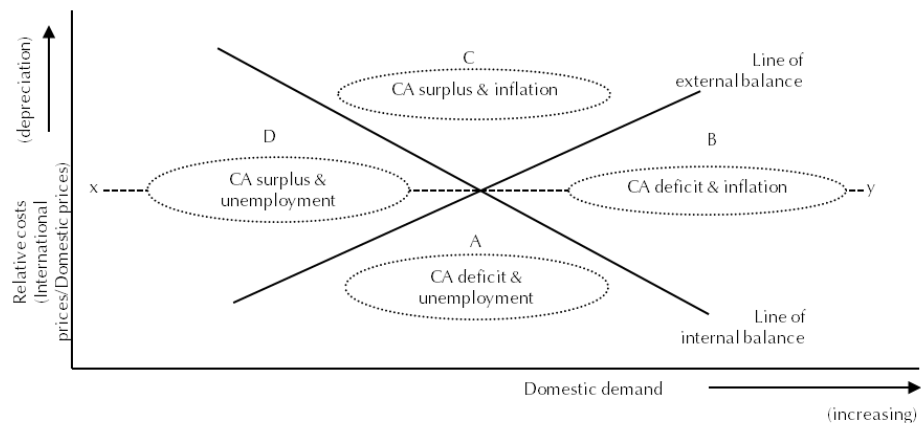 C
CA surplus & inflation
Line of
external balance
D
B
x
CA surplus &
unemployment
CA deficit & inflation
y
A
CA deficit &
unemployment
Line of
internal balance
(depreciation)
Relative costs
(International
prices/Domestic prices)
Domestic demand
(increasing)